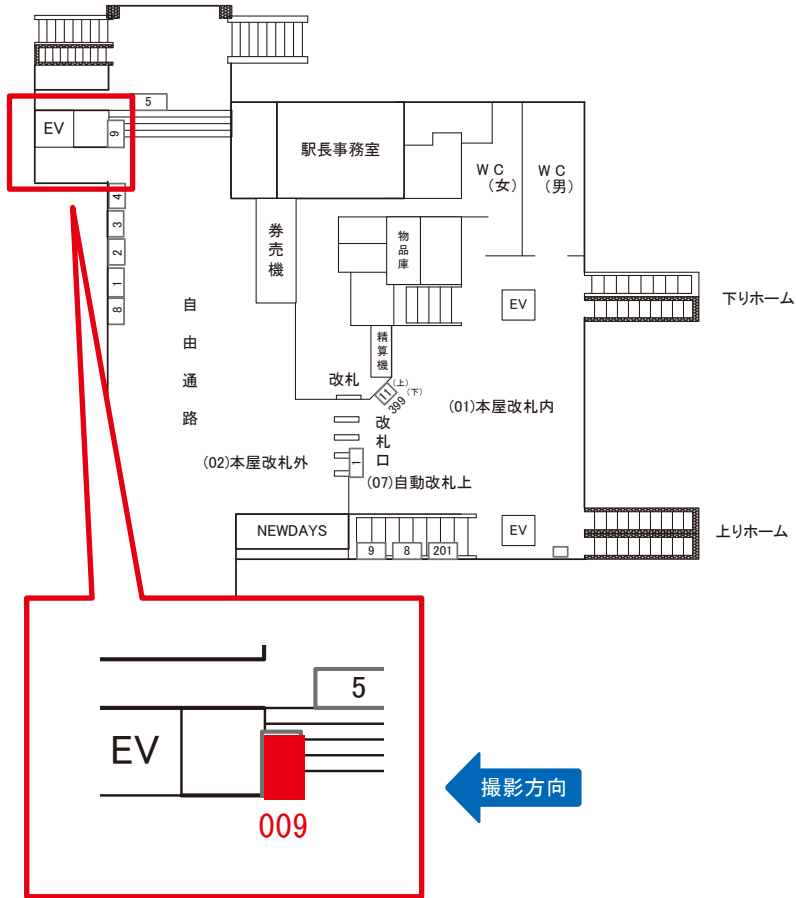 5
EV
9
駅長事務室
WC
(女)
WC
(男)
4
3
2
1
8
券売機
物品庫
EV
下りホーム
自由通路
精算機
改札
11
(上)
(下)
399
(01)本屋改札内
改札口
(02)本屋改札外
1
(07)自動改札上
NEWDAYS
9
8
201
EV
上りホーム
5
EV
撮影方向
009